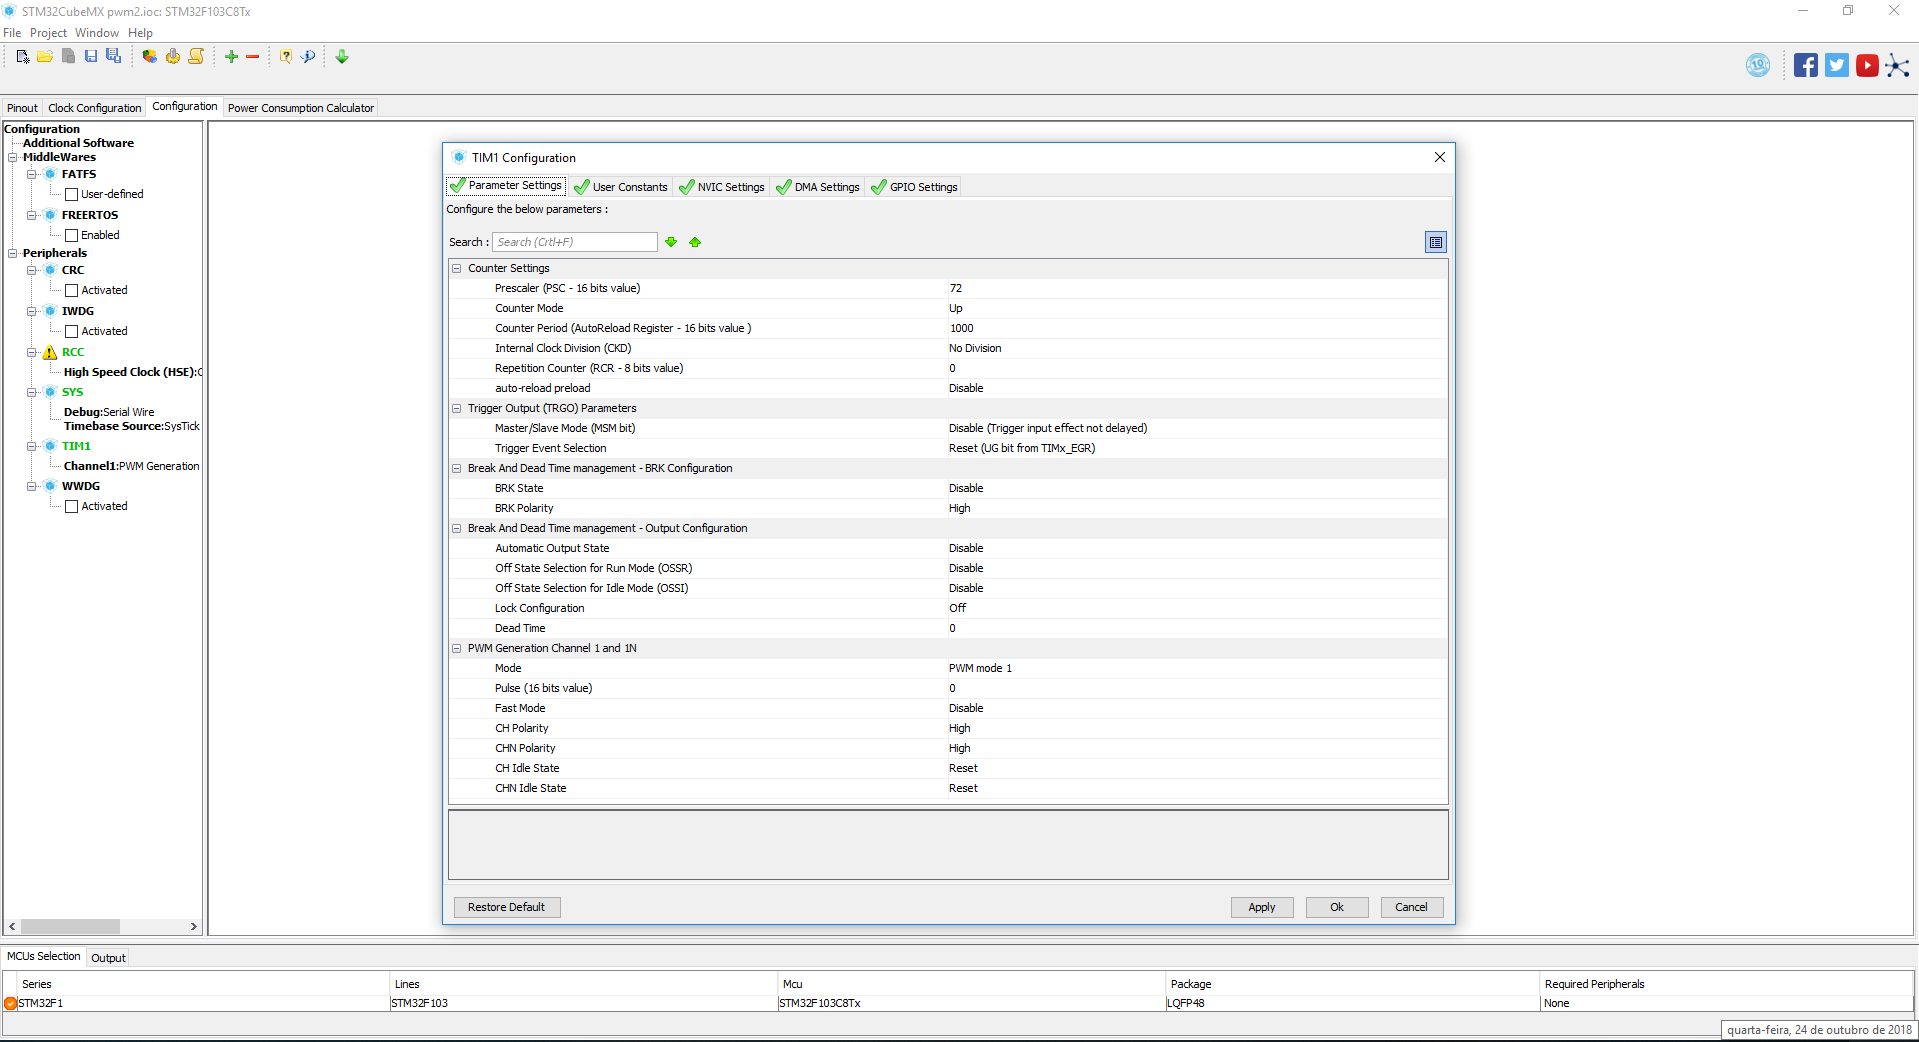 STM32CubeMX pwm2.ioc: STM32F103C8Tx
File Project Window Help
10
Pinout Clock Configuration Configuration Power Consumption Calculator
Configuration
Additional Software
MiddleWares
FATFS
User-defined
FREERTOS
Enabled
Peripherals
CRC
Activated
IWDG
Activated
RCC
High Speed Clock (HSE):
SYS
Debug:Serial Wire
Timebase Source:SysTick
TIM1
Channel1:PWM Generation
WWDG
Activated
TIM1 Configuration
Parameter Settings User Constants NVIC Settings DMA Settings GPIO Settings
Configure the below parameters :
Search : Search (Crtl+F)
Counter Settings
Prescaler (PSC - 16 bits value) 72
Counter Mode Up
Counter Period (AutoReload Register - 16 bits value ) 1000
Internal Clock Division (CKD) No Division
Repetition Counter (RCR - 8 bits value) 0
auto-reload preload Disable
Trigger Output (TRGO) Parameters
Master/Slave Mode (MSM bit) Disable (Trigger input effect not delayed)
Trigger Event Selection Reset (UG bit from TIMx_EGR)
Break And Dead Time management - BRK Configuration
BRK State Disable
BRK Polarity High
Break And Dead Time management - Output Configuration
Automatic Output State Disable
Off State Selection for Run Mode (OSSR) Disable
Off State Selection for Idle Mode (OSSI) Disable
Lock Configuration Off
Dead Time 0
PWM Generation Channel 1 and 1N
Mode PWM mode 1
Pulse (16 bits value) 0
Fast Mode Disable
CH Polarity High
CHN Polarity High
CH Idle State Reset
CHN Idle State Reset
Restore Default Apply Ok Cancel
MCUs Selection Output
Series Lines Mcu Package Required Peripherals
STM32F1 STM32F103 STM32F103C8Tx LQFP48 None
quarta-feira, 24 de outubro de 2018